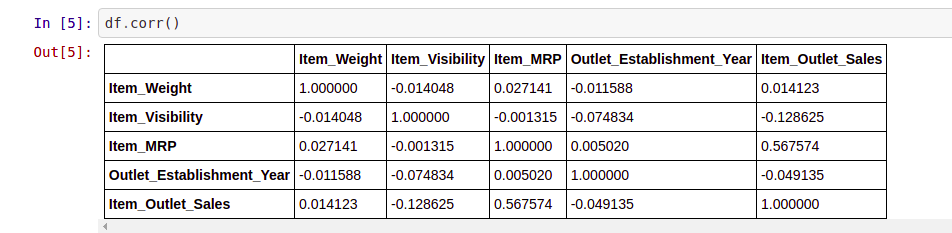 In [5]: df.corr()
Out[5]:
Item_Weight Item_Visibility Item_MRP Outlet_Establishment_Year Item_Outlet_Sales
Item_Weight 1.000000 -0.014048 0.027141 -0.011588 0.014123
Item_Visibility -0.014048 1.000000 -0.001315 -0.074834 -0.128625
Item_MRP 0.027141 -0.001315 1.000000 0.005020 0.567574
Outlet_Establishment_Year -0.011588 -0.074834 0.005020 1.000000 -0.049135
Item_Outlet_Sales 0.014123 -0.128625 0.567574 -0.049135 1.000000